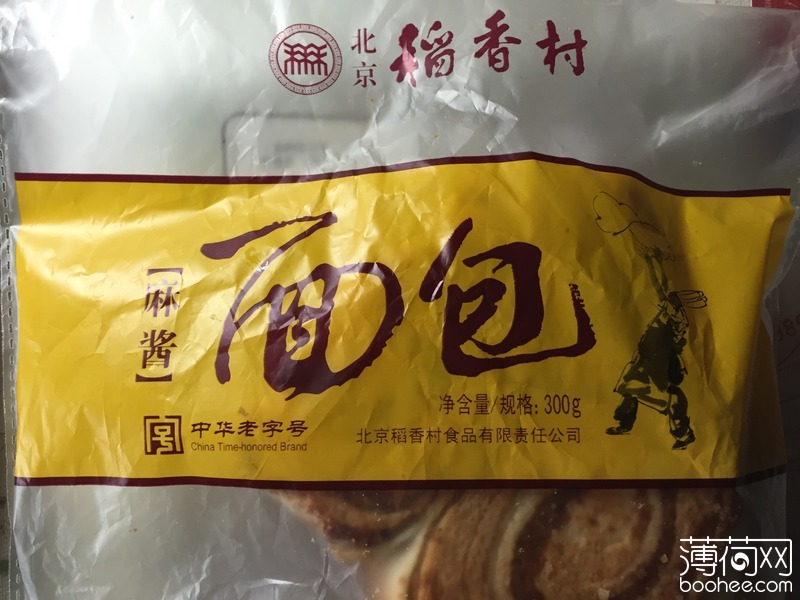 北京 稻香村
面包
【麻酱】
净含量/规格: 300g
中华老字号
China Time-honored Brand
北京稻香村食品有限责任公司
薄荷网
boohee.com